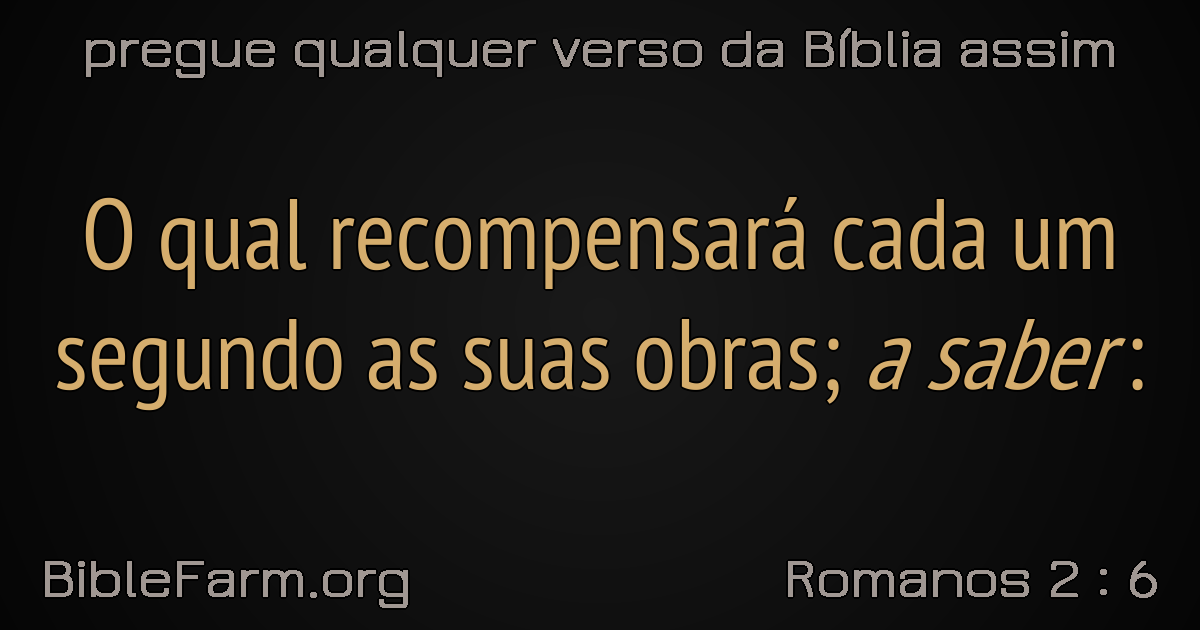 pregue qualquer verso da Bíblia assim
O qual recompensará cada um
segundo as suas obras; a saber:
BibleFarm.org
Romanos 2 : 6